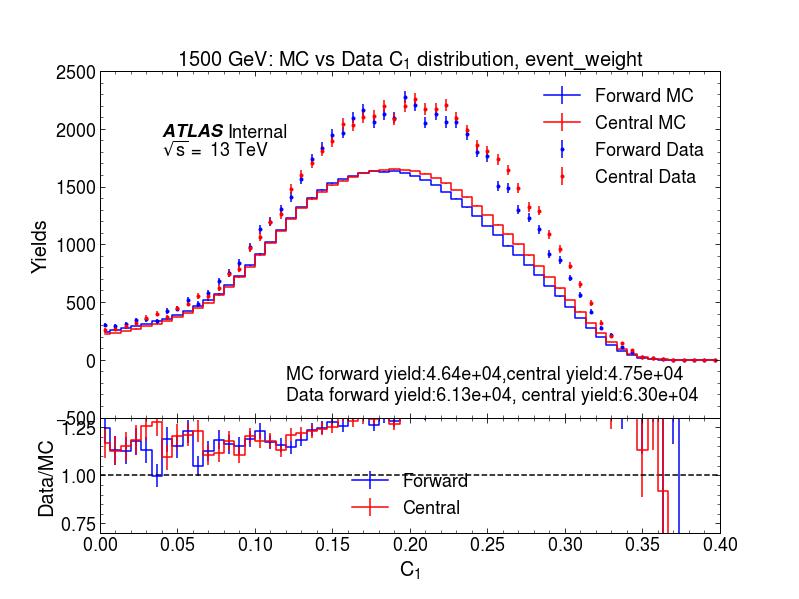 1500 GeV: MC vs Data C1 distribution, event_weight
2500
2000
1500
1000
500
0
−500
Yields
ATLAS Internal
√s = 13 TeV
Forward MC
Central MC
Forward Data
Central Data
MC forward yield:4.64e+04,central yield:4.75e+04
Data forward yield:6.13e+04, central yield:6.30e+04
1.25
1.00
0.75
Data/MC
Forward
Central
0.00 0.05 0.10 0.15 0.20 0.25 0.30 0.35 0.40
C1